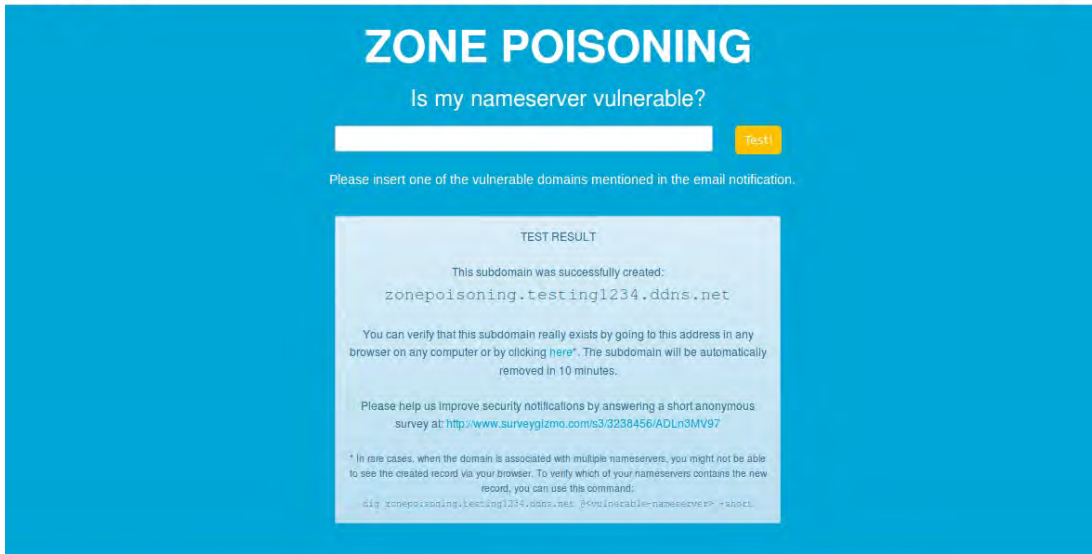 ZONE POISONING
Is my nameserver vulnerable?
Test!
Please insert one of the vulnerable domains mentioned in the email notification.
TEST RESULT
This subdomain was successfully created:
zonepoisoning.testing1234.ddns.net
You can verify that this subdomain really exists by going to this address in any
browser on any computer or by clicking here*. The subdomain will be automatically
removed in 10 minutes.
Please help us improve security notifications by answering a short anonymous
survey at: http://www.surveygizmo.com/s3/3238456/ADLn3MV97
* In rare cases, when the domain is associated with multiple nameservers, you might not be able
to see the created record via your browser. To verify which of your nameservers contains the new
record, you can use this command:
dig zonepoisoning.testing1234.ddns.net @<vulnerable-nameserver> +short